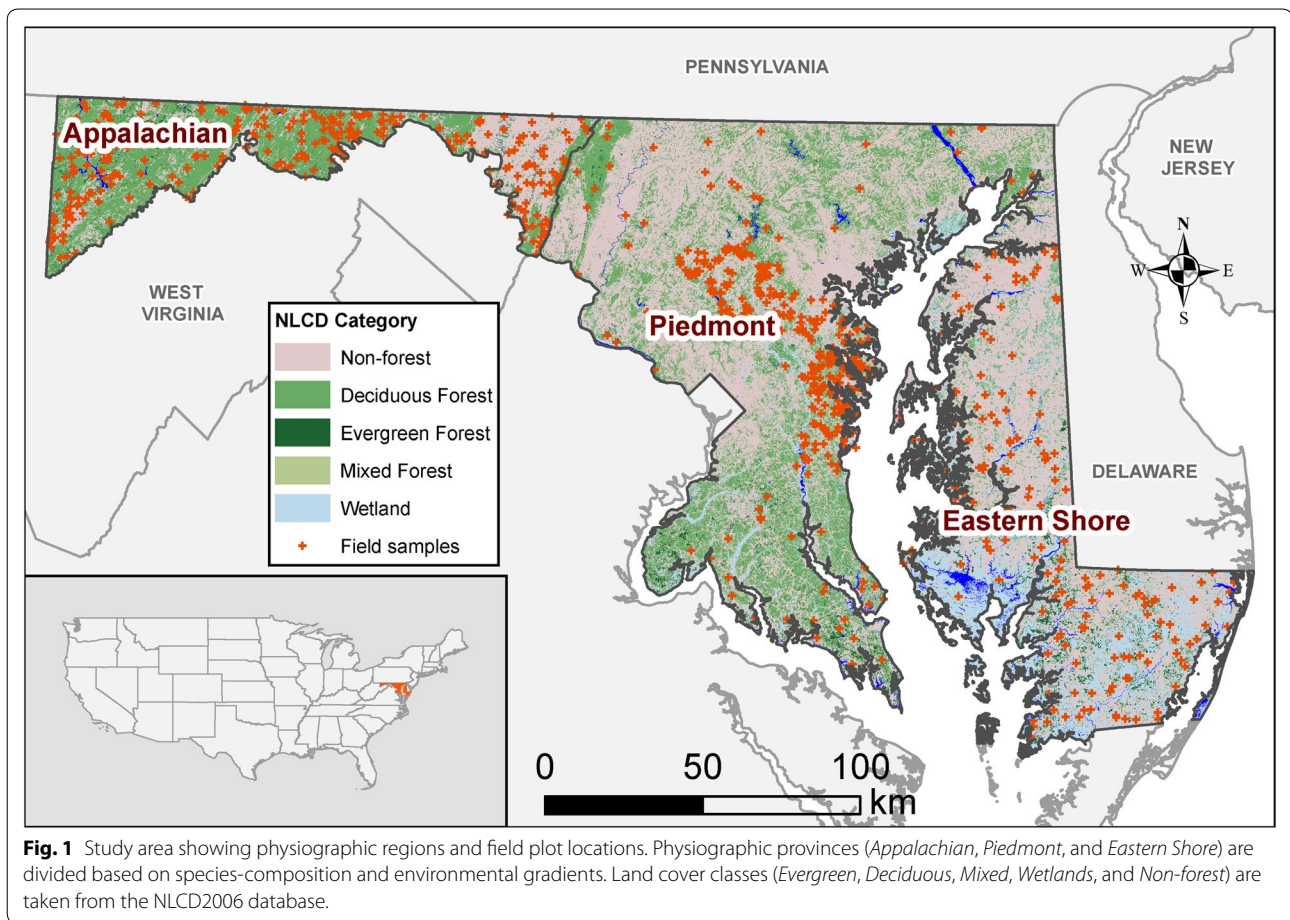 PENNSYLVANIA
Appalachian
NEW
JERSEY
N
W
E
S
WEST
VIRGINIA
Piedmont
NLCD Category
Non-forest
Deciduous Forest
Evergreen Forest
Mixed Forest
Wetland
Field samples
DELAWARE
Eastern Shore
0 50 100
km
Fig. 1 Study area showing physiographic regions and field plot locations. Physiographic provinces (Appalachian, Piedmont, and Eastern Shore) are
divided based on species-composition and environmental gradients. Land cover classes (Evergreen, Deciduous, Mixed, Wetlands, and Non-forest) are
taken from the NLCD2006 database.